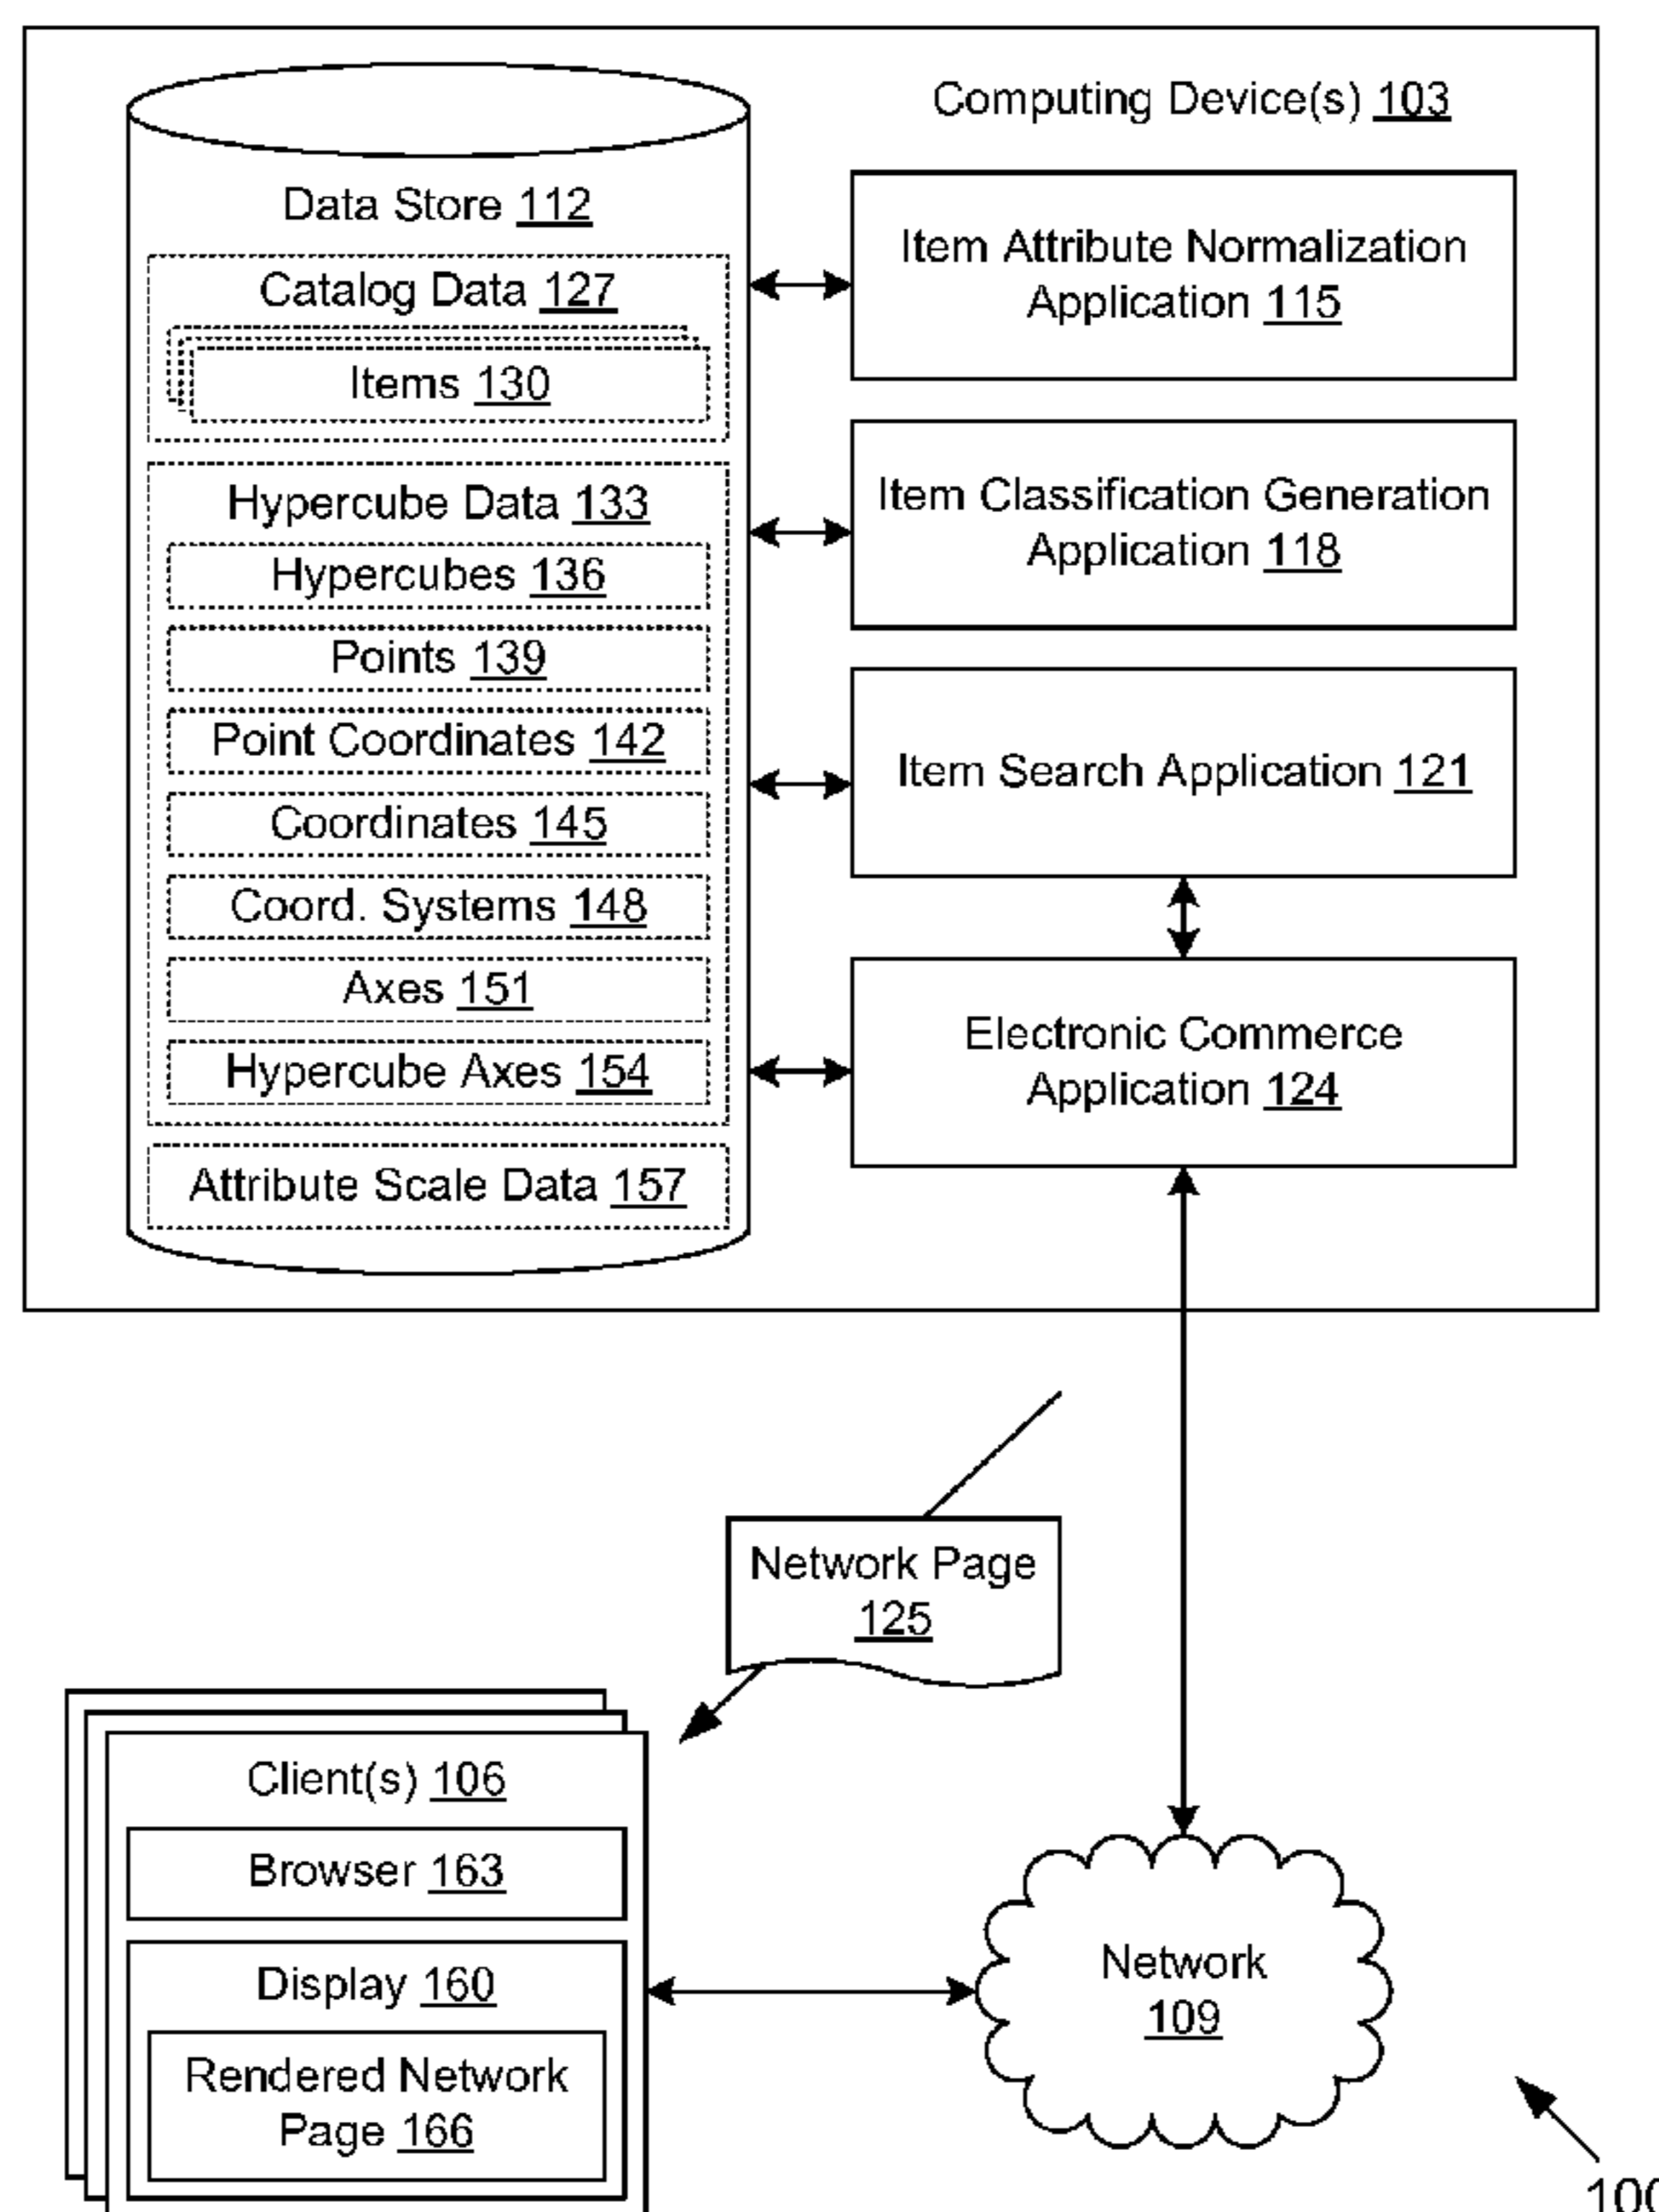 Computing Device(s) 103
Data Store 112
Catalog Data 127
Items 130
Hypercube Data 133
Hypercubes 136
Points 139
Point Coordinates 142
Coordinates 145
Coord. Systems 148
Axes 151
Hypercube Axes 154
Attribute Scale Data 157
Item Attribute Normalization
Application 115
Item Classification Generation
Application 118
Item Search Application 121
Electronic Commerce
Application 124
Network Page
125
Client(s) 106
Browser 163
Display 160
Rendered Network
Page 166
Network
109
100